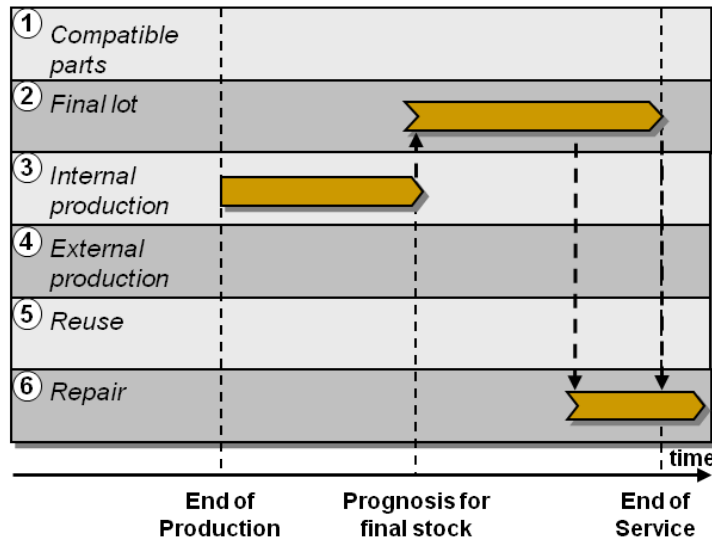 1 Compatible
parts
2 Final lot
3 Internal
production
4 External
production
5 Reuse
6 Repair
time
End of
Production
Prognosis for
final stock
End of
Service